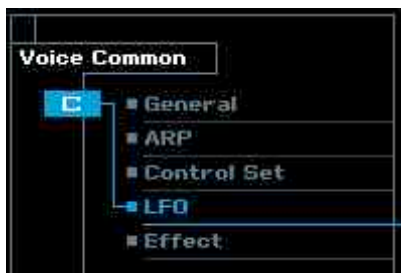 Voice Common
C
General
ARP
Control Set
LFO
Effect